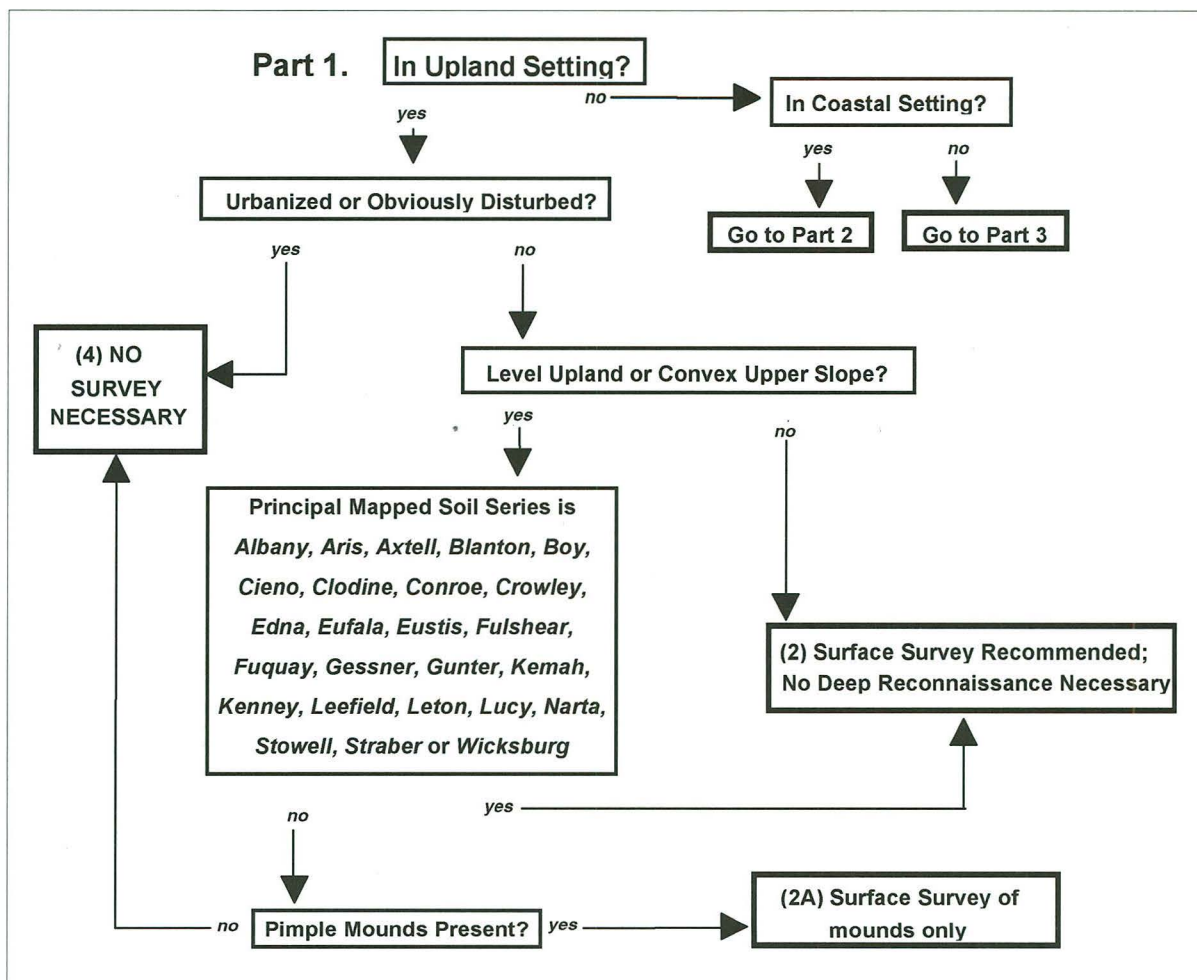 Part 1.
In Upland Setting?
no
In Coastal Setting?
yes
yes
no
Urbanized or Obviously Disturbed?
Go to Part 2
Go to Part 3
yes
no
(4) NO
SURVEY
NECESSARY
Level Upland or Convex Upper Slope?
yes
no
Principal Mapped Soil Series is
Albany, Aris, Axtell, Blanton, Boy,
Cieno, Clodine, Conroe, Crowley,
Edna, Eufala, Eustis, Fulshear,
Fuquay, Gessner, Gunter, Kemah,
Kenney, Leefield, Leton, Lucy, Narta,
Stowell, Straber or Wicksburg
(2) Surface Survey Recommended;
No Deep Reconnaissance Necessary
yes
no
(2A) Surface Survey of
mounds only
no
Pimple Mounds Present?
yes